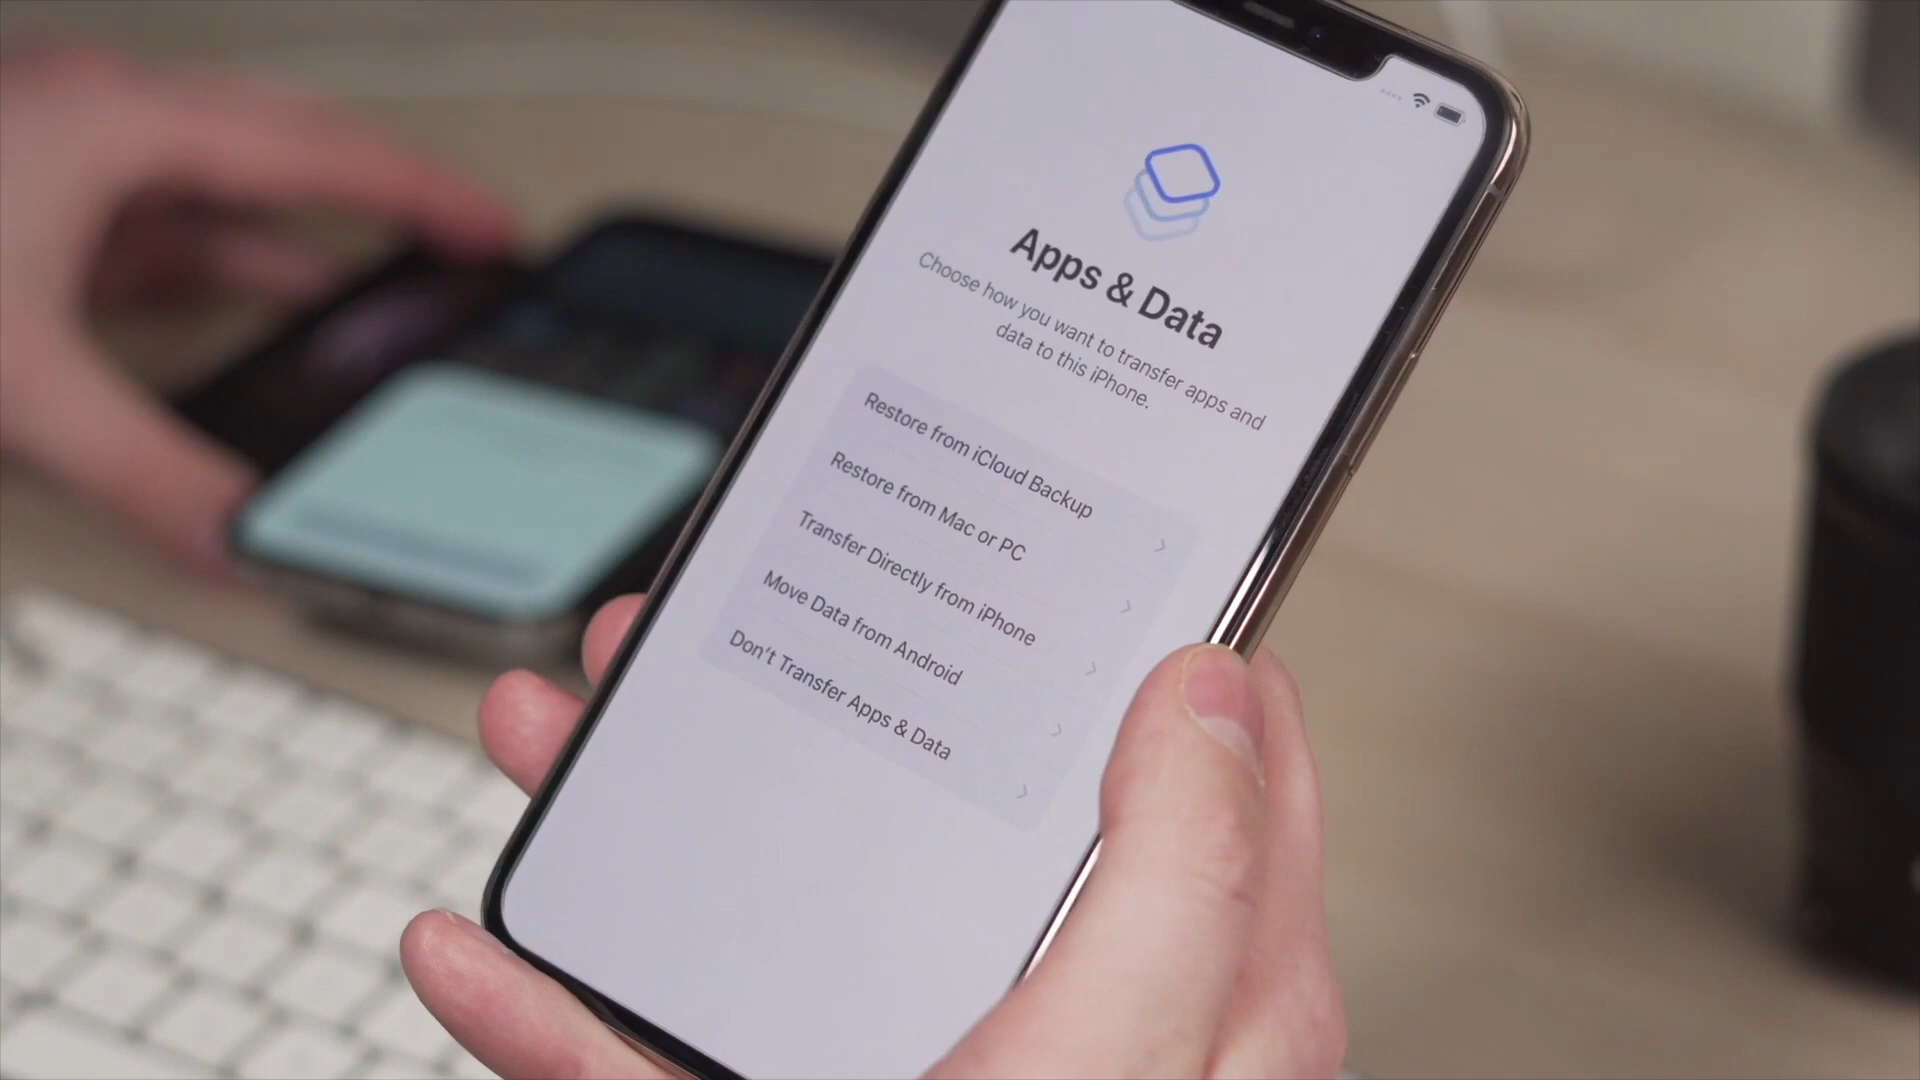 Apps & Data
Choose how you want to transfer apps and
data to this iPhone.
Restore from iCloud Backup
Restore from Mac or PC
Transfer Directly from iPhone
Move Data from Android
Don't Transfer Apps & Data